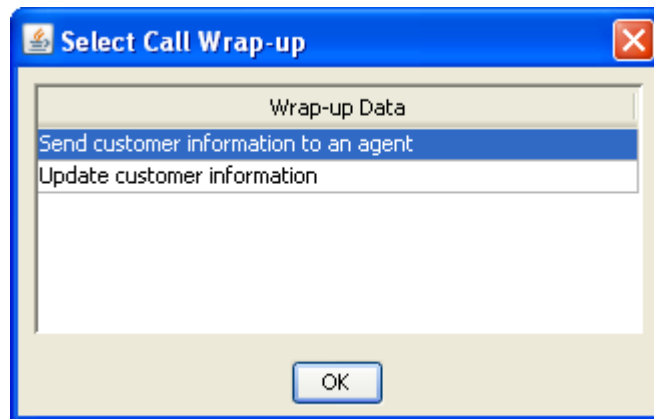 Select Call Wrap-up
Wrap-up Data
Send customer information to an agent
Update customer information
OK